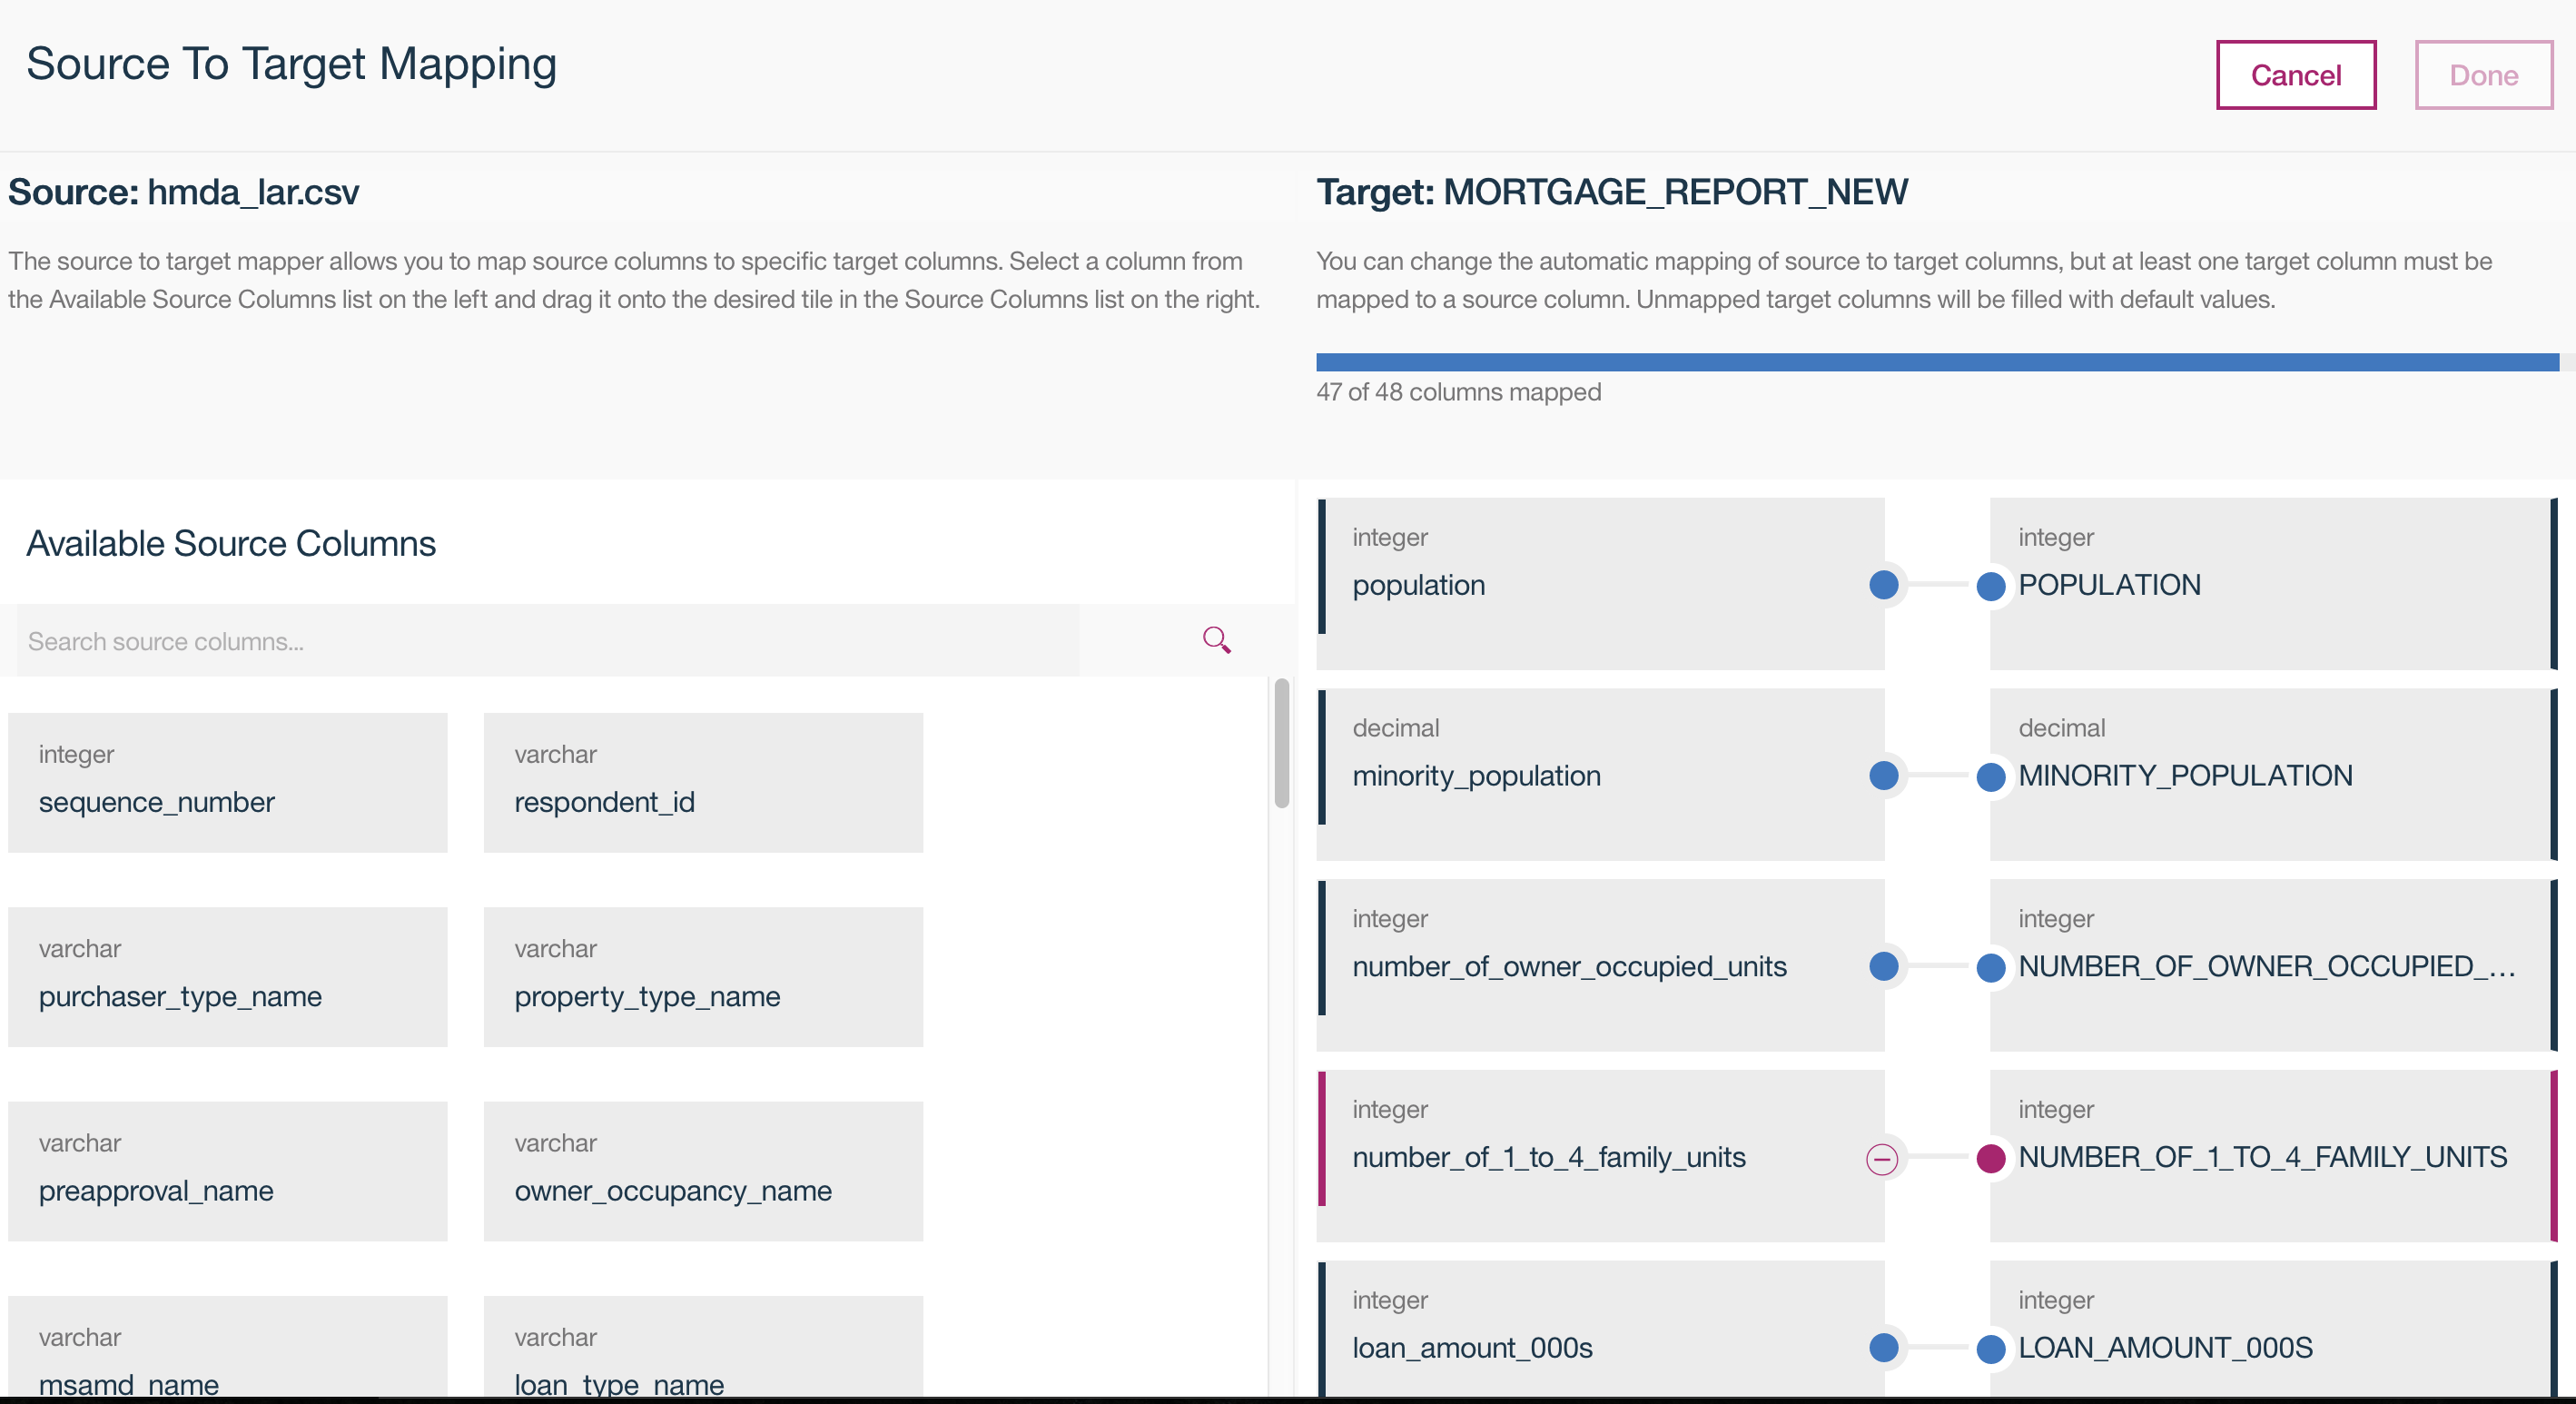 Source To Target Mapping
Cancel
Done
Source: hmda_lar.csv
The source to target mapper allows you to map source columns to specific target columns. Select a column from
the Available Source Columns list on the left and drag it onto the desired tile in the Source Columns list on the right.
Target: MORTGAGE_REPORT_NEW
You can change the automatic mapping of source to target columns, but at least one target column must be
mapped to a source column. Unmapped target columns will be filled with default values.
47 of 48 columns mapped
Available Source Columns
Search source columns...
integer
sequence_number
varchar
respondent_id
varchar
purchaser_type_name
varchar
property_type_name
varchar
preapproval_name
varchar
owner_occupancy_name
varchar
msamd_name
varchar
loan_type_name
integer
population
integer
POPULATION
decimal
minority_population
decimal
MINORITY_POPULATION
integer
number_of_owner_occupied_units
integer
NUMBER_OF_OWNER_OCCUPIED_...
integer
number_of_1_to_4_family_units
integer
NUMBER_OF_1_TO_4_FAMILY_UNITS
integer
loan_amount_000s
integer
LOAN_AMOUNT_000S